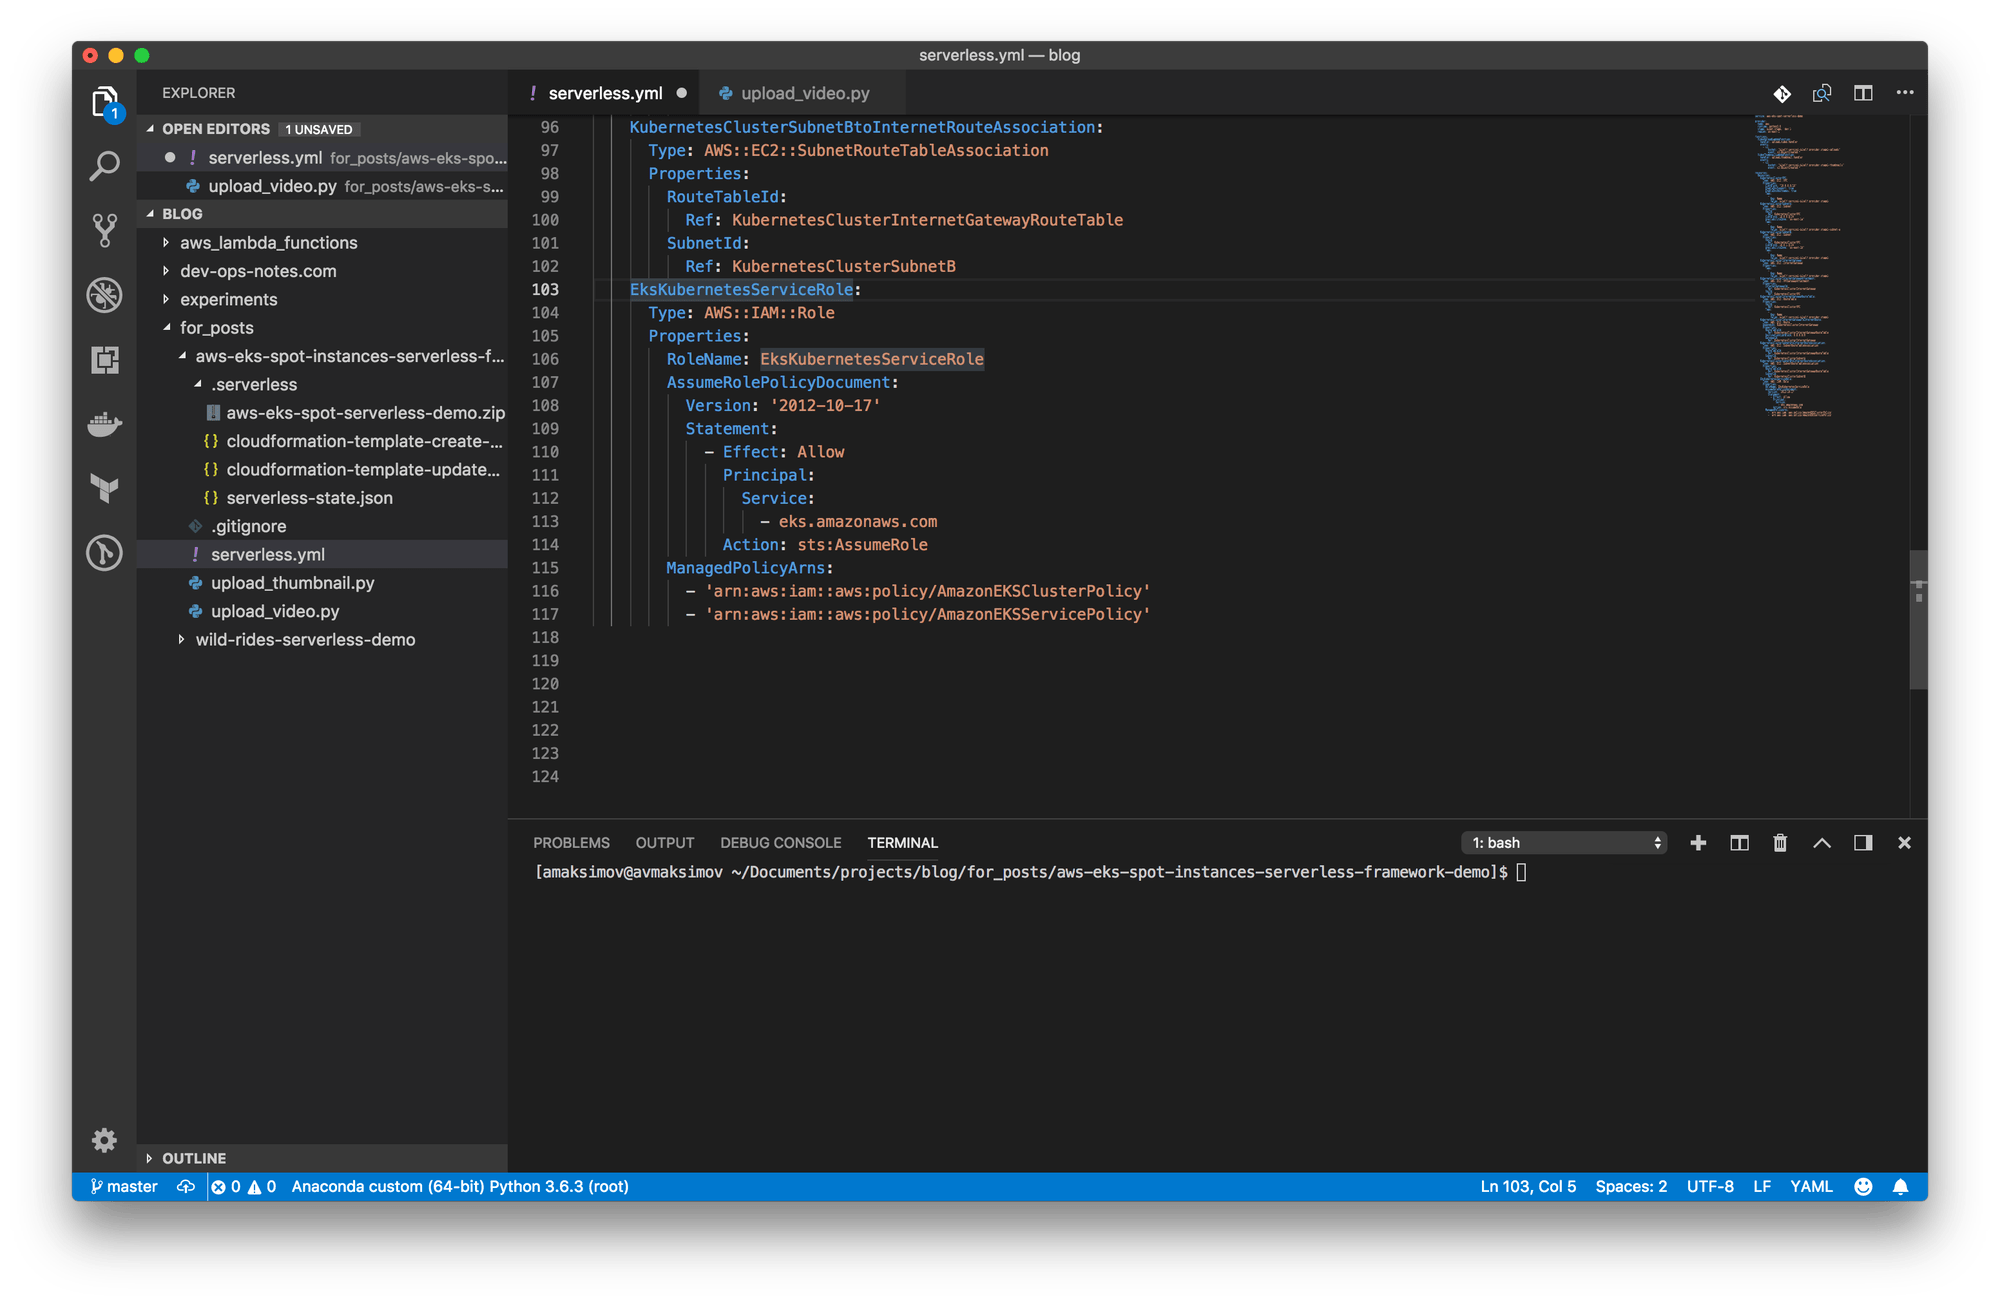 serverless.yml — blog
EXPLORER
OPEN EDITORS 1 UNSAVED
! serverless.yml for_posts/aws-eks-spo...
upload_video.py for_posts/aws-eks-s...
BLOG
aws_lambda_functions
dev-ops-notes.com
experiments
for_posts
aws-eks-spot-instances-serverless-f...
.serverless
aws-eks-spot-serverless-demo.zip
{} cloudformation-template-create-...
{} cloudformation-template-update...
{} serverless-state.json
.gitignore
! serverless.yml
upload_thumbnail.py
upload_video.py
wild-rides-serverless-demo
OUTLINE
1
! serverless.yml
upload_video.py
96 KubernetesClusterSubnetBtoInternetRouteAssociation:
97 Type: AWS::EC2::SubnetRouteTableAssociation
98 Properties:
99 RouteTableId:
100 Ref: KubernetesClusterInternetGatewayRouteTable
101 SubnetId:
102 Ref: KubernetesClusterSubnetB
103 EksKubernetesServiceRole:
104 Type: AWS::IAM::Role
105 Properties:
106 RoleName: EksKubernetesServiceRole
107 AssumeRolePolicyDocument:
108 Version: '2012-10-17'
109 Statement:
110 - Effect: Allow
111 Principal:
112 Service:
113 - eks.amazonaws.com
114 Action: sts:AssumeRole
115 ManagedPolicyArns:
116 - 'arn:aws:iam::aws:policy/AmazonEKSClusterPolicy'
117 - 'arn:aws:iam::aws:policy/AmazonEKSServicePolicy'
118
119
120
121
122
123
124
PROBLEMS OUTPUT DEBUG CONSOLE TERMINAL 1: bash
[amaksimov@avmaksimov ~/Documents/projects/blog/for_posts/aws-eks-spot-instances-serverless-framework-demo]$
master 0 0 Anaconda custom (64-bit) Python 3.6.3 (root) Ln 103, Col 5 Spaces: 2 UTF-8 LF YAML